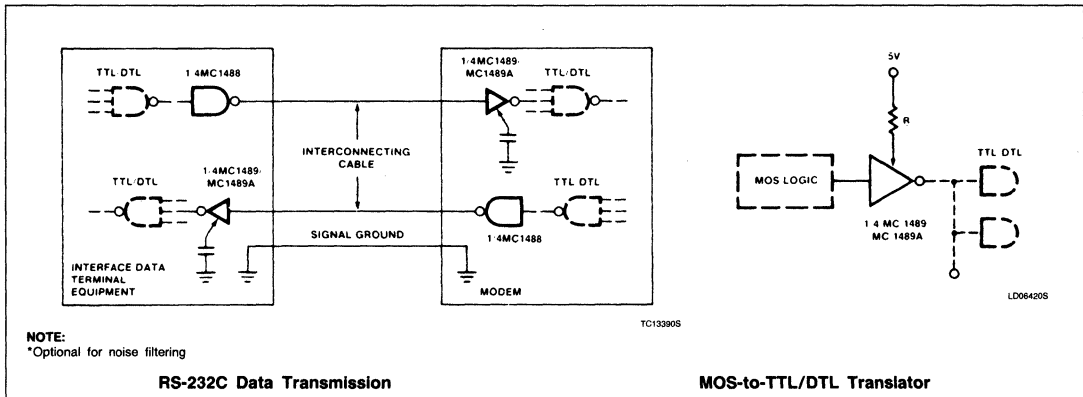 TTL/DTL
1/4MC1488
1/4MC1489/
MC1489A
TTL/DTL
INTERCONNECTING
CABLE
TTL/DTL
1/4MC1489/
MC1489A
1/4MC1488
TTL DTL
SIGNAL GROUND
INTERFACE DATA
TERMINAL
EQUIPMENT
MODEM
TC13390S
5V
R
MOS LOGIC
TTL DTL
1 4 MC 1489
MC 1489A
LD06420S
NOTE:
*Optional for noise filtering
RS-232C Data Transmission
MOS-to-TTL/DTL Translator